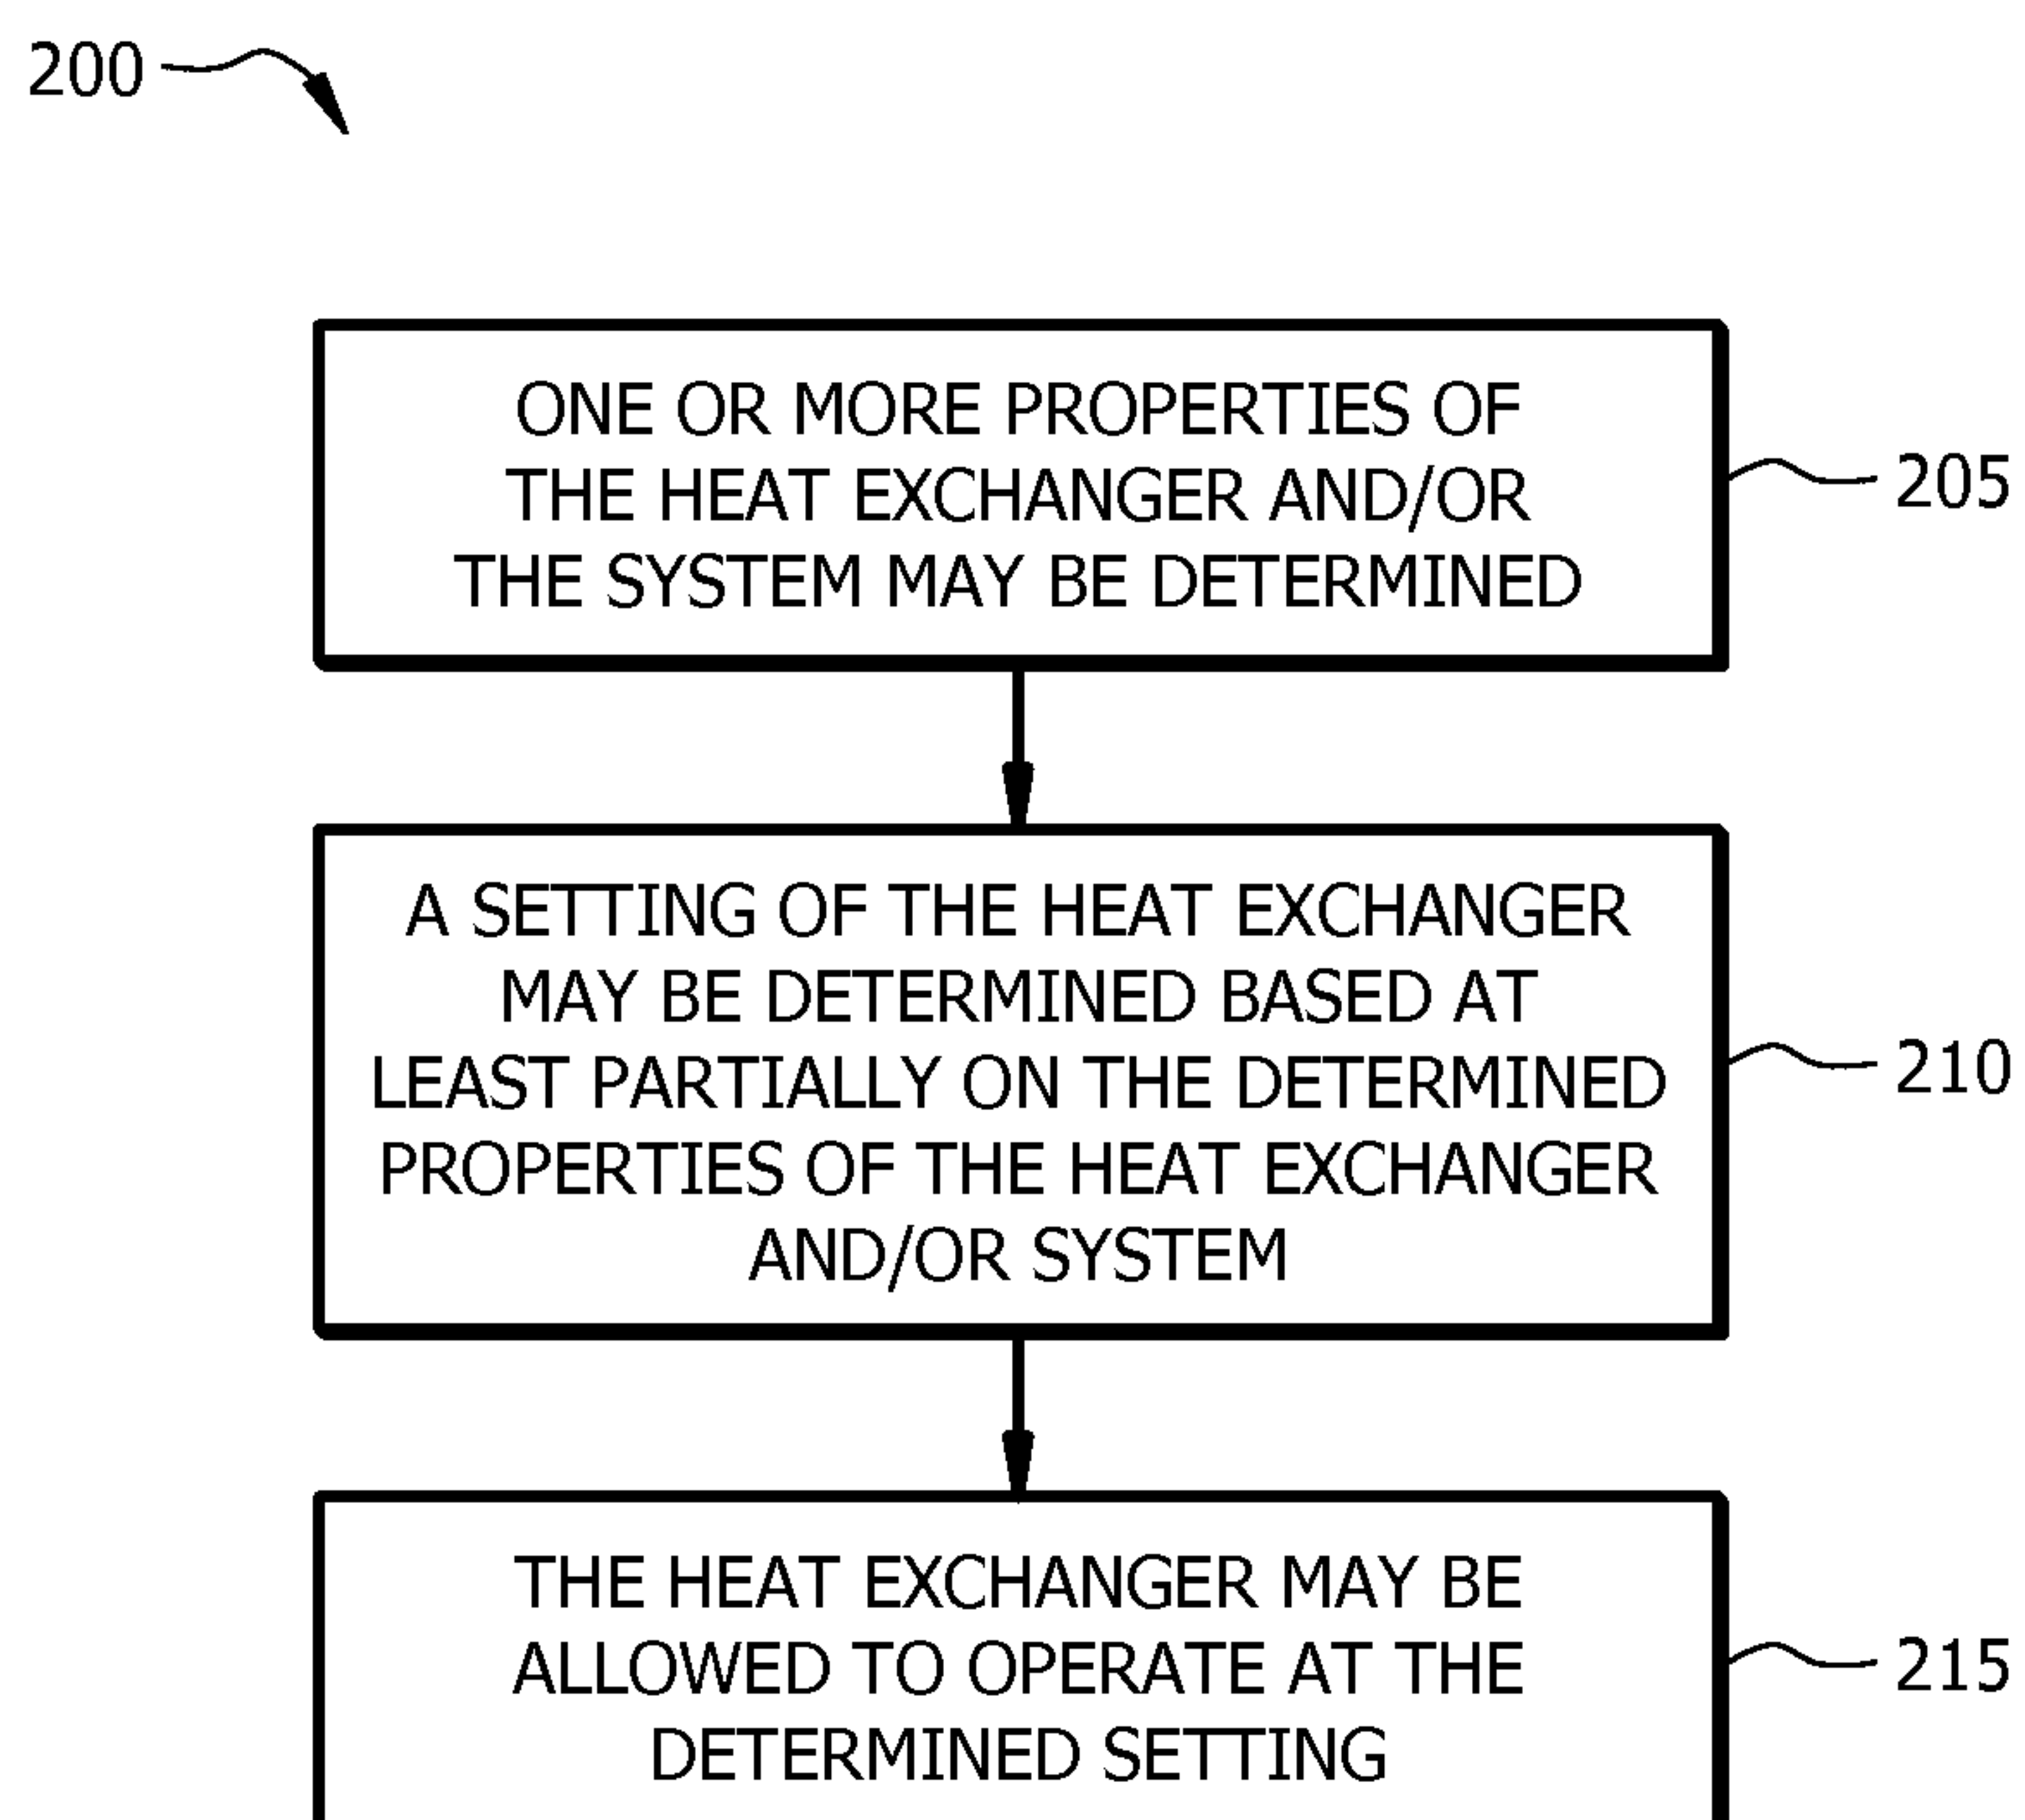 200
ONE OR MORE PROPERTIES OF
THE HEAT EXCHANGER AND/OR
THE SYSTEM MAY BE DETERMINED
205
A SETTING OF THE HEAT EXCHANGER
MAY BE DETERMINED BASED AT
LEAST PARTIALLY ON THE DETERMINED
PROPERTIES OF THE HEAT EXCHANGER
AND/OR SYSTEM
210
THE HEAT EXCHANGER MAY BE
ALLOWED TO OPERATE AT THE
DETERMINED SETTING
215